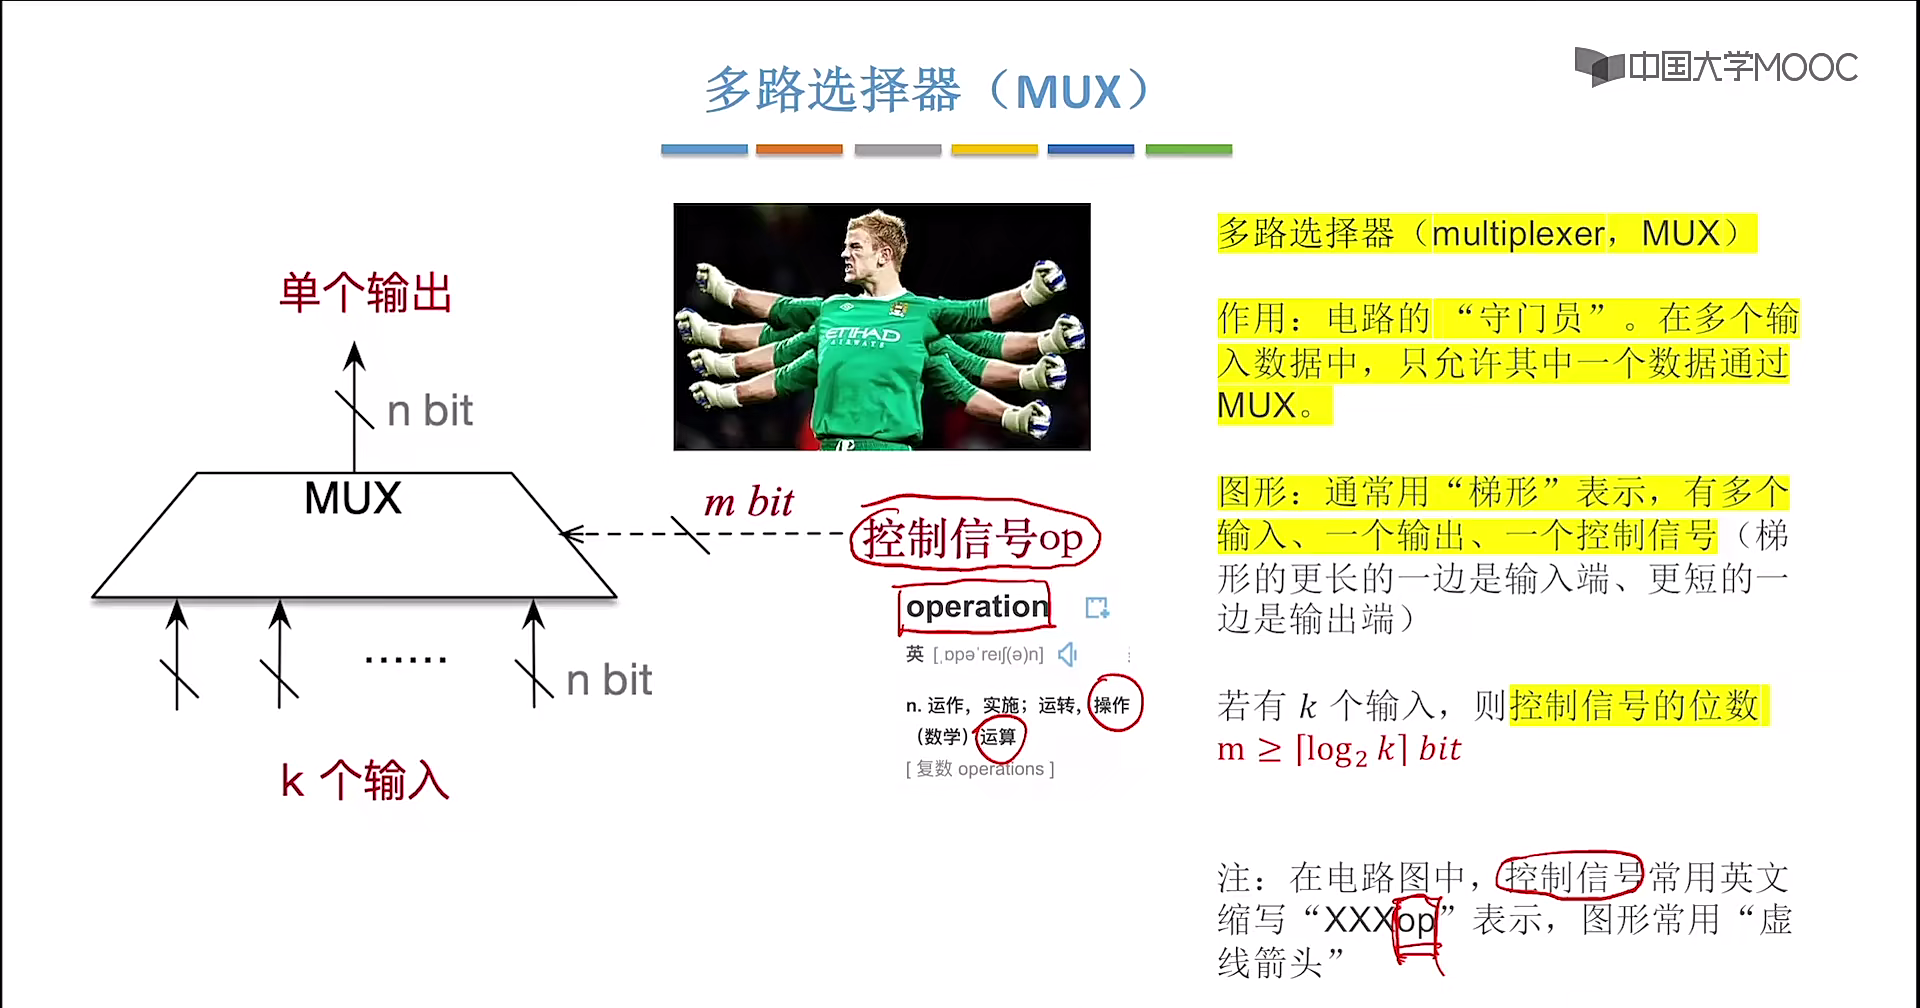 中国大学MOOC
多路选择器（MUX）
单个输出
n bit
MUX
m bit
控制信号op
······
n bit
k 个输入
ETIHAD
AIRWAYS
operation
英 [ˌɒpəˈreɪʃ(ə)n]
n. 运作，实施；运转，操作
（数学）运算
[ 复数 operations ]
多路选择器（multiplexer，MUX）
作用：电路的 “守门员”。在多个输
入数据中，只允许其中一个数据通过
MUX。
图形：通常用“梯形”表示，有多个
输入、一个输出、一个控制信号（梯
形的更长的一边是输入端、更短的一
边是输出端）
若有 k 个输入，则控制信号的位数
m ≥ ⌈log₂ k⌉ bit
注：在电路图中，控制信号常用英文
缩写“XXXop”表示，图形常用“虚
线箭头”